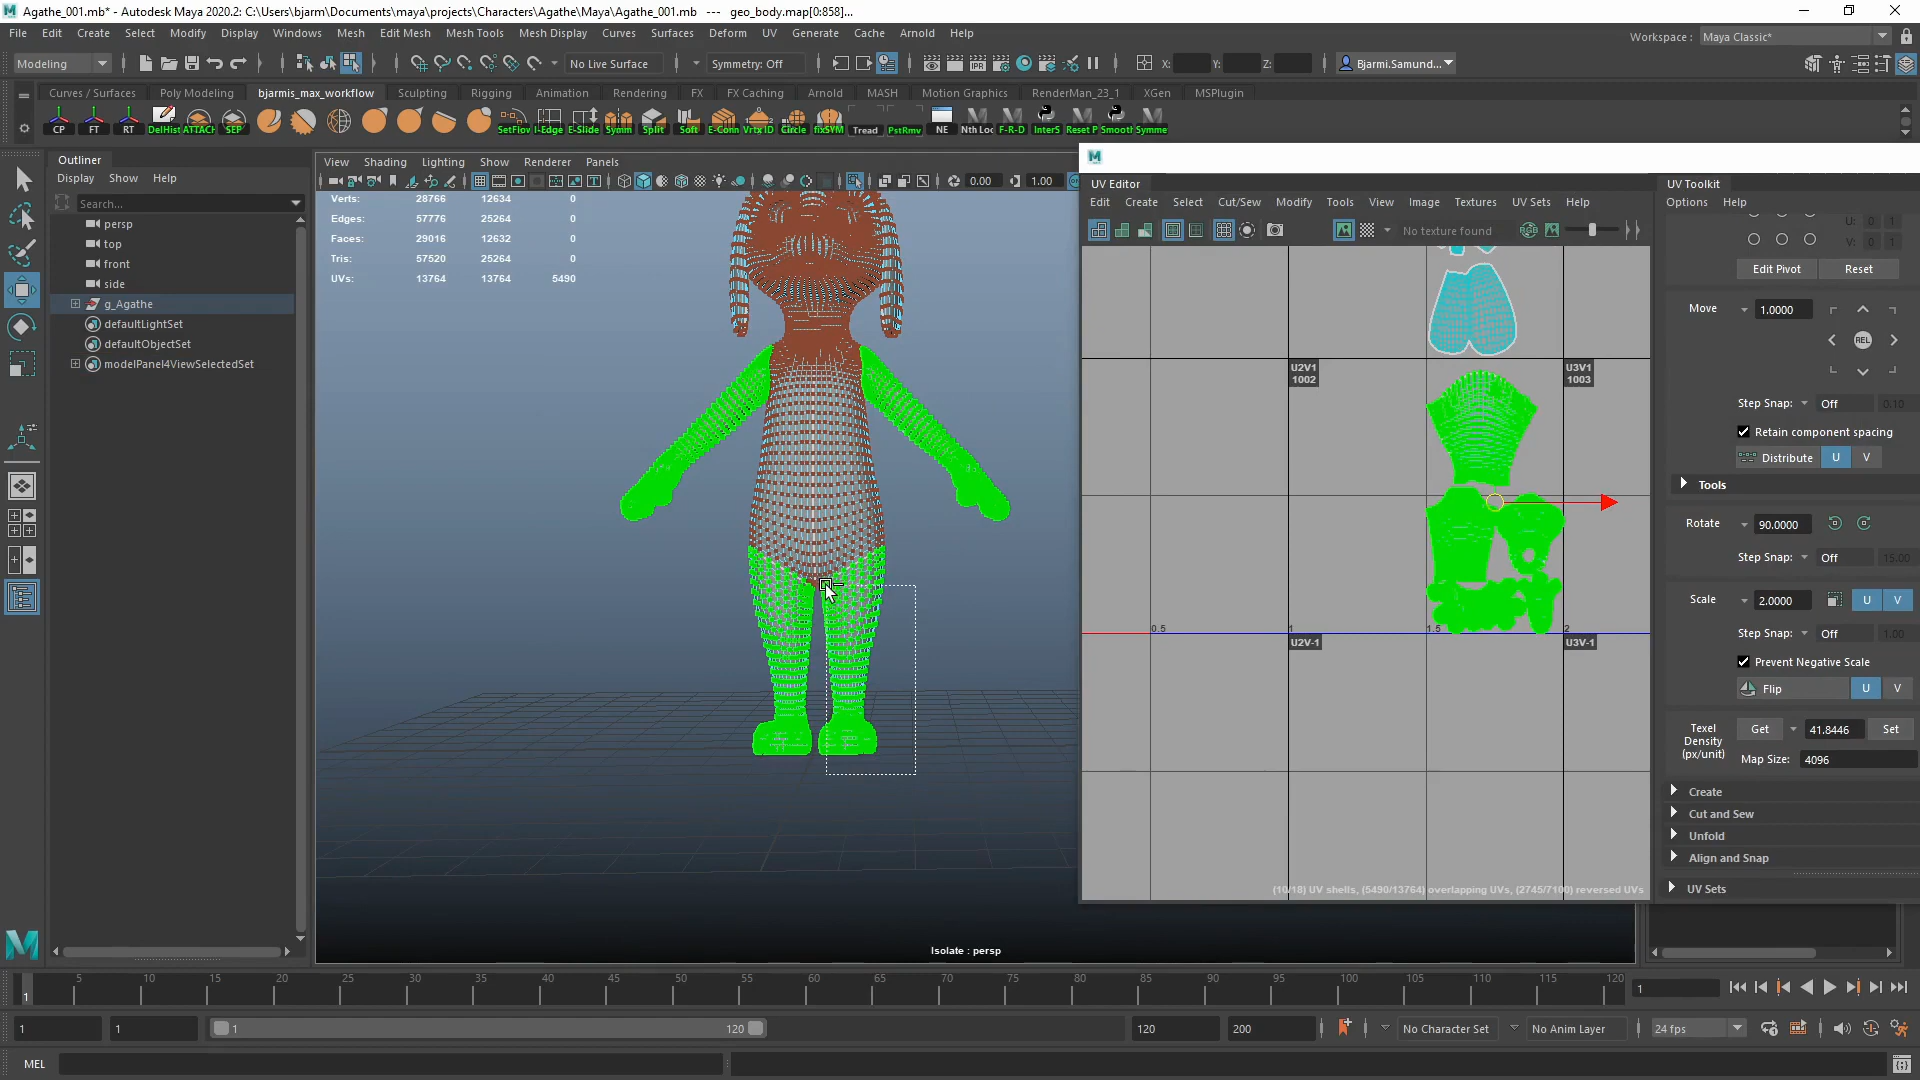 Agathe_001.mb* - Autodesk Maya 2020.2: C:\Users\bjarm\Documents\maya\projects\Characters\Agathe\Maya\Agathe_001.mb --- geo_body.map[0:858]...
File Edit Create Select Modify Display Windows Mesh Edit Mesh Mesh Tools Mesh Display Curves Surfaces Deform UV Generate Cache Arnold Help
Workspace : Maya Classic*
Modeling No Live Surface Symmetry: Off X: Y: Z: Bjarmi.Samund...
Curves / Surfaces Poly Modeling bjarmis_max_workflow Sculpting Rigging Animation Rendering FX FX Caching Arnold MASH Motion Graphics RenderMan_23_1 XGen MSPlugin
CP FT RT DelHist ATTACH SEP SetFlow I-Edge E-Slide Symm Split Soft E-Conn Vrtx ID Circle fixSYM Tread PstRmv NE Nth Loc F-R-D InterS Reset P Smooth Symme
Outliner
Display Show Help
Search...
persp
top
front
side
g_Agathe
defaultLightSet
defaultObjectSet
modelPanel4ViewSelectedSet
View Shading Lighting Show Renderer Panels
0.00 1.00
Verts: 28766 12634 0
Edges: 57776 25264 0
Faces: 29016 12632 0
Tris: 57520 25264 0
UVs: 13764 13764 5490
Isolate : persp
UV Editor
Edit Create Select Cut/Sew Modify Tools View Image Textures UV Sets Help
No texture found
U2V1
1002
U3V1
1003
0.5 1 1.5 2
U2V-1
U3V-1
(10/18) UV shells, (5490/13764) overlapping UVs, (2745/7100) reversed UVs
UV Toolkit
Options Help
U: 0 1
V: 0 1
Edit Pivot Reset
Move 1.0000
REL
Step Snap: Off 0.10
Retain component spacing
Distribute U V
Tools
Rotate 90.0000
Step Snap: Off 15.00
Scale 2.0000 U V
Step Snap: Off 1.00
Prevent Negative Scale
Flip U V
Texel
Density
(px/unit)
Get 41.8446 Set
Map Size: 4096
Create
Cut and Sew
Unfold
Align and Snap
UV Sets
1 5 10 15 20 25 30 35 40 45 50 55 60 65 70 75 80 85 90 95 100 105 110 115 120
1
1 1 1 120 120 200 No Character Set No Anim Layer 24 fps
MEL